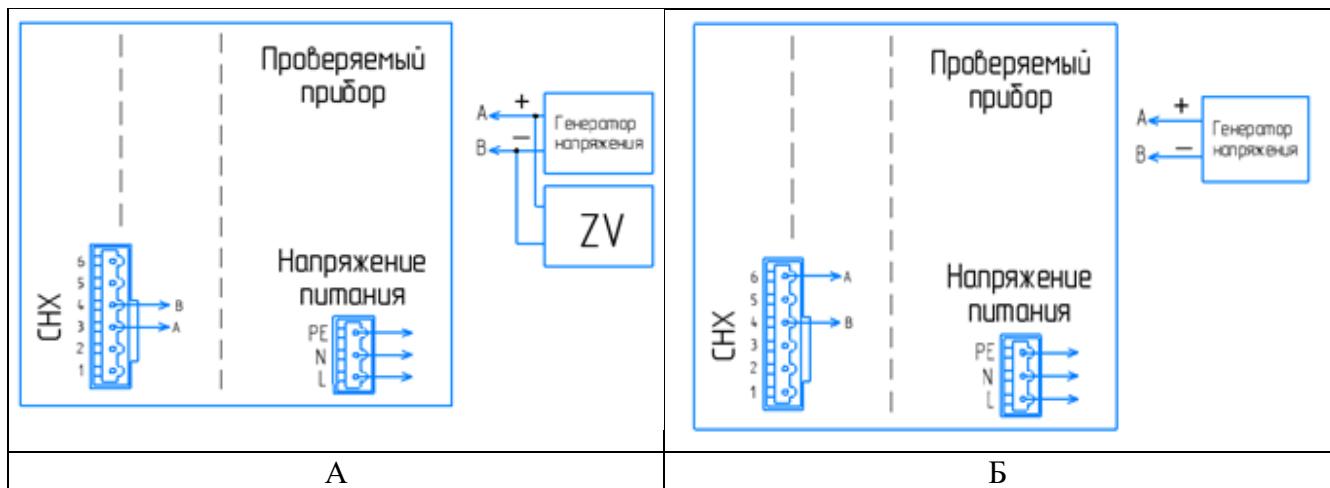 Проверяемый
прибор
A
+
B
−
Генератор
напряжения
ZV
Напряжение
питания
CHX
6
5
4
3
2
1
B
A
PE
N
L
А
Проверяемый
прибор
A
+
B
−
Генератор
напряжения
Напряжение
питания
CHX
6
5
4
3
2
1
A
B
PE
N
L
Б